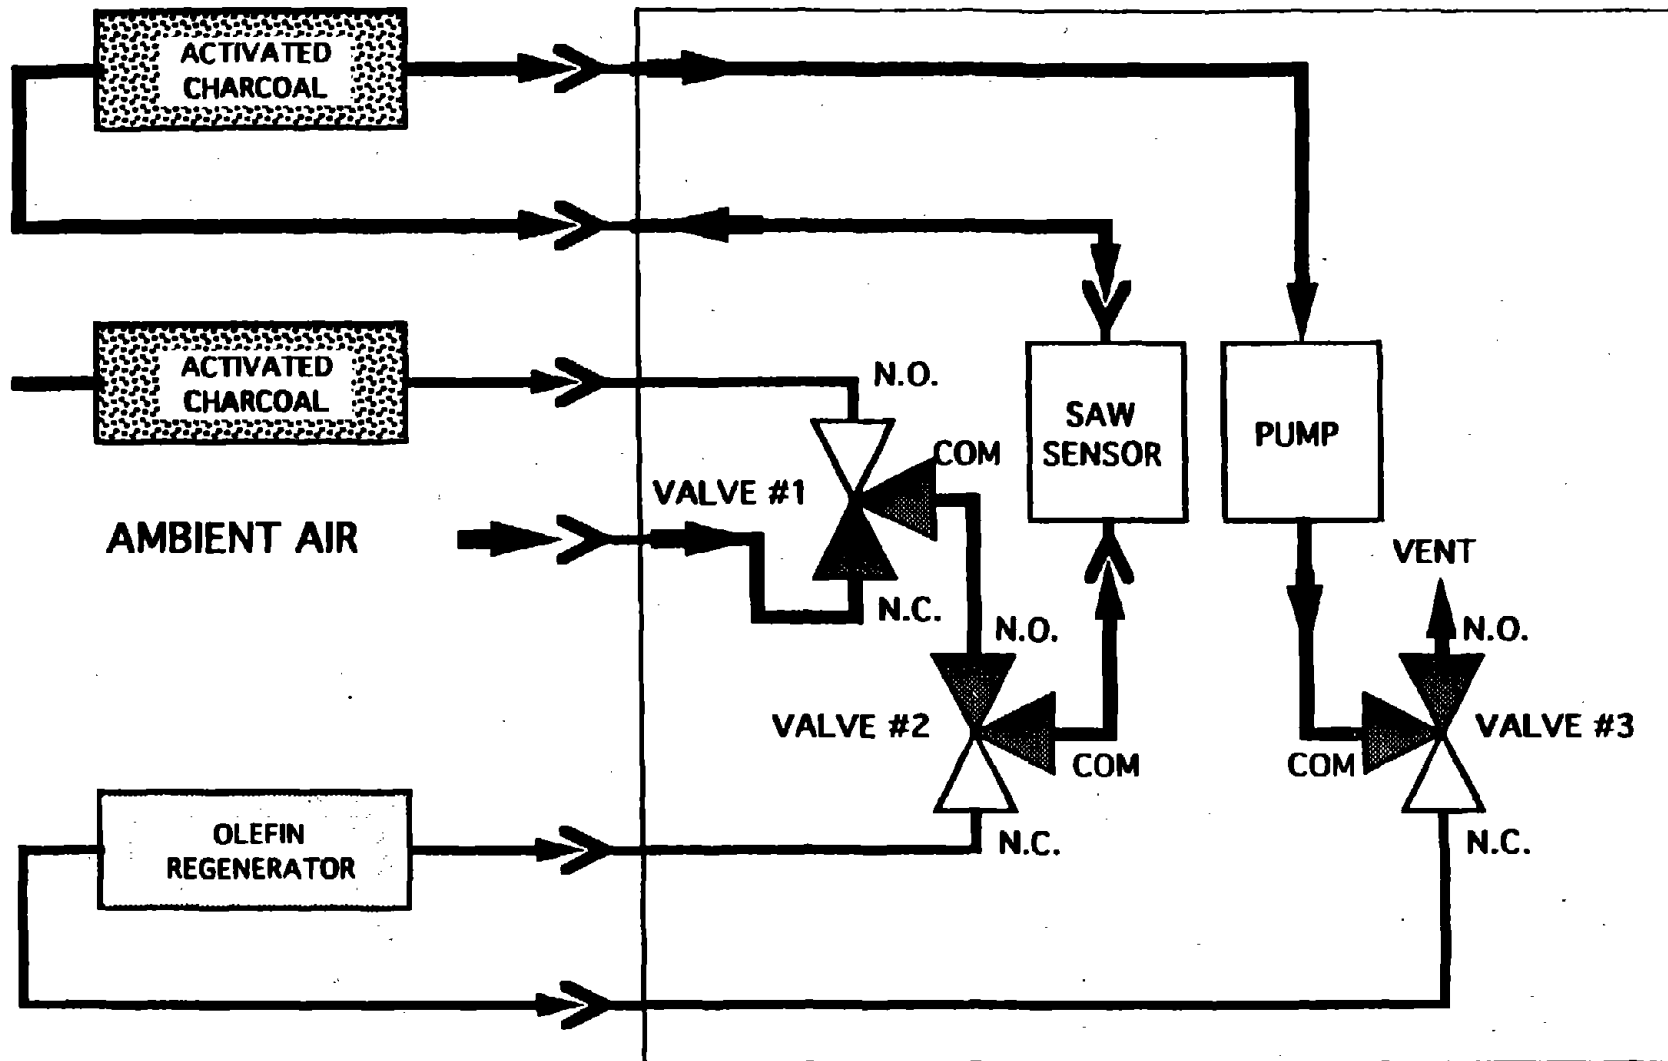 ACTIVATED
CHARCOAL
ACTIVATED
CHARCOAL
N.O.
COM
SAW
SENSOR
PUMP
VALVE #1
AMBIENT AIR
N.C.
VENT
N.O.
N.O.
VALVE #2
COM
COM
VALVE #3
OLEFIN
REGENERATOR
N.C.
N.C.